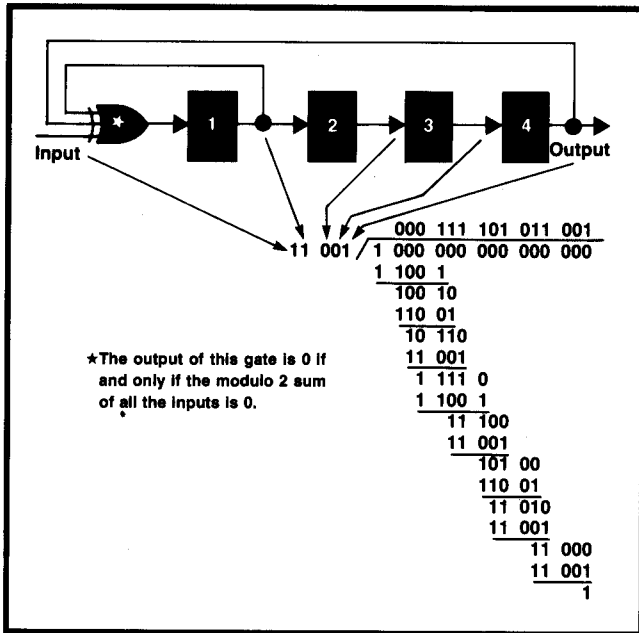 ★
1
2
3
4
Input
Output
000 111 101 011 001
11 001 1 000 000 000 000 000
1 100 1
100 10
110 01
10 110
11 001
1 111 0
1 100 1
11 100
11 001
101 00
110 01
11 010
11 001
11 000
11 001
1
★The output of this gate is 0 if
and only if the modulo 2 sum
of all the inputs is 0.